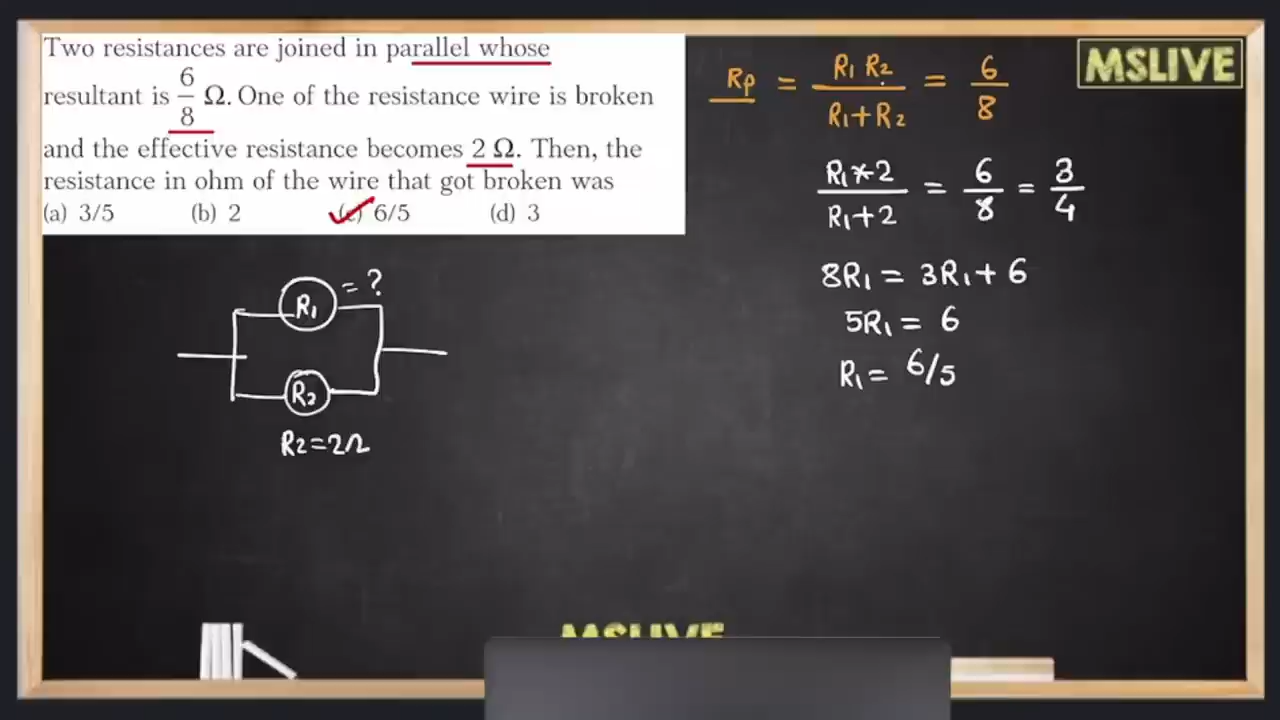 Two resistances are joined in parallel whose
resultant is 6/8 Ω. One of the resistance wire is broken
and the effective resistance becomes 2 Ω. Then, the
resistance in ohm of the wire that got broken was
(a) 3/5 (b) 2 (c) 6/5 (d) 3
Rp = R1 R2 / R1+R2 = 6/8
MSLIVE
R1*2 / R1+2 = 6/8 = 3/4
8R1 = 3R1+6
5R1 = 6
R1 = 6/5
R1 = ?
R2
R2=2Ω
MSLIVE